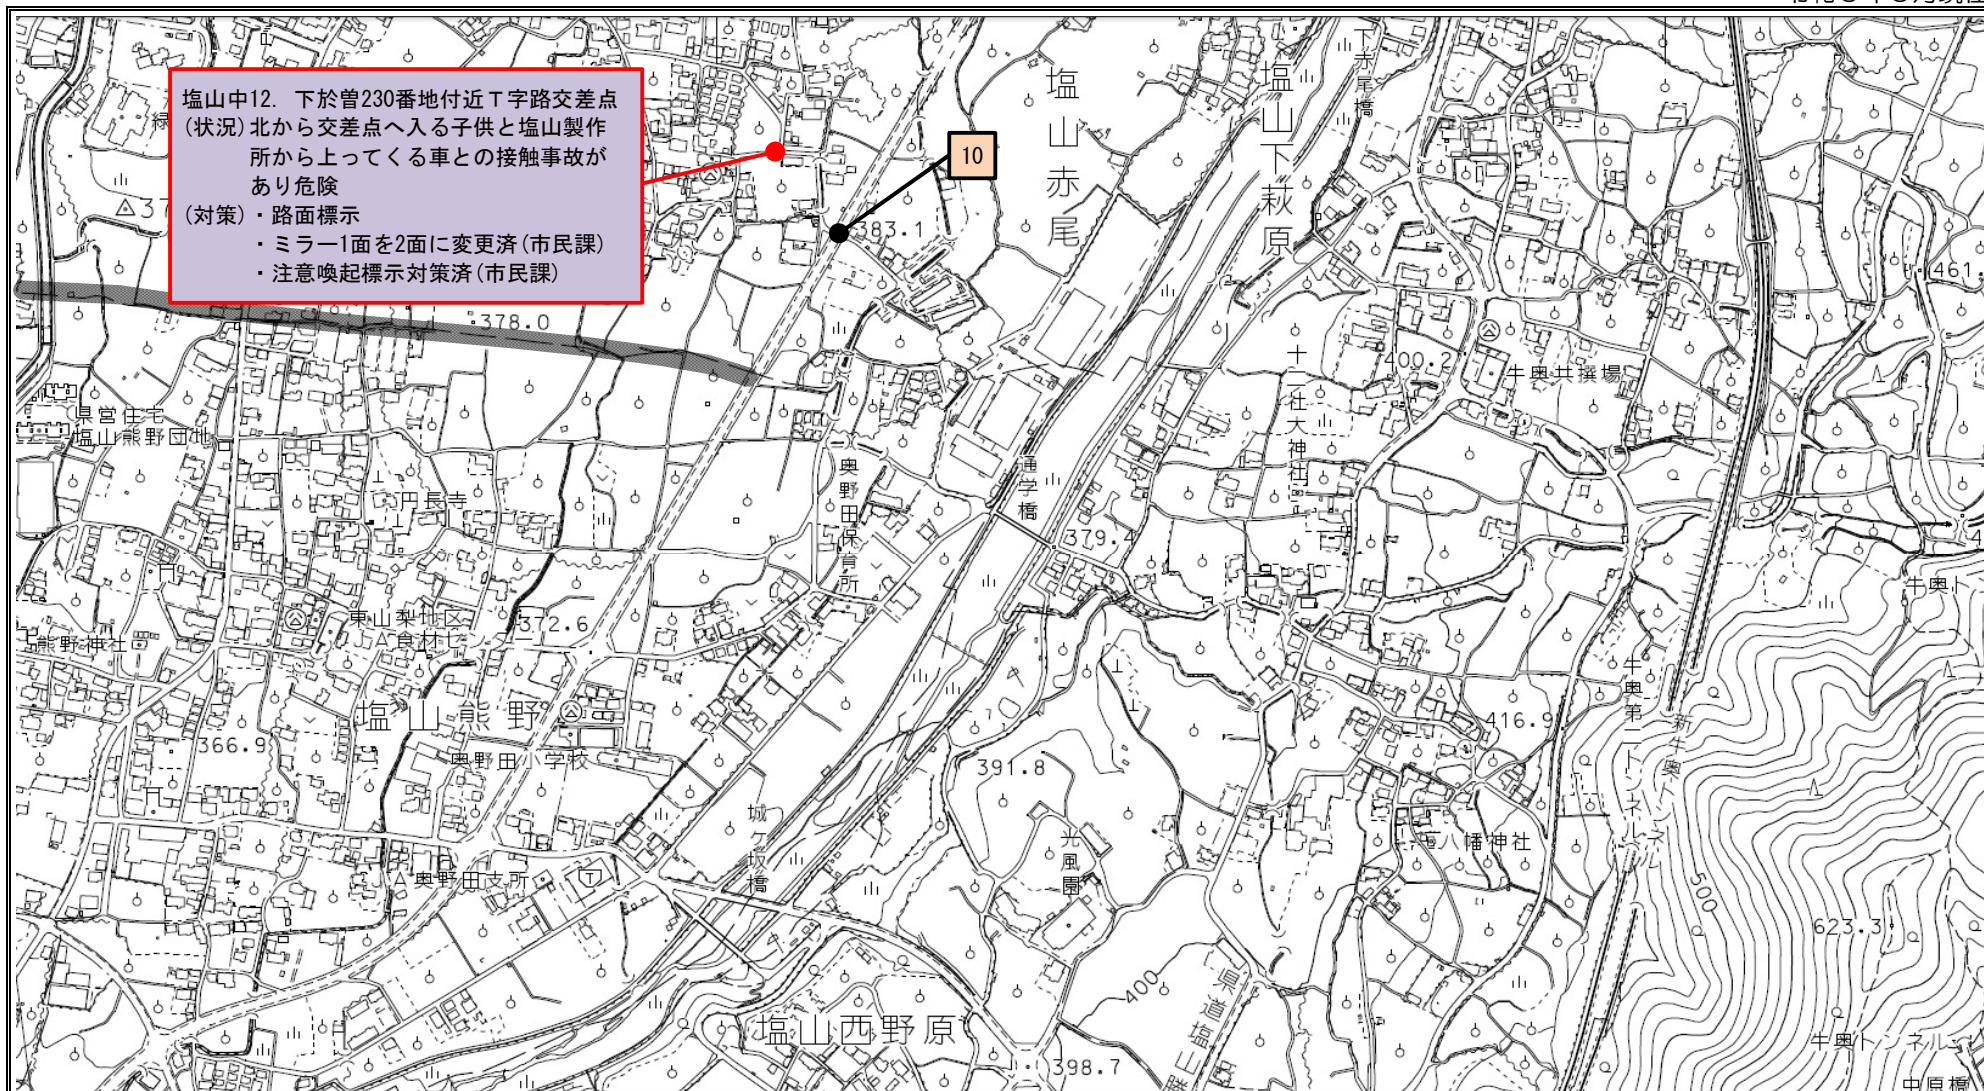 塩山中12. 下於曽230番地付近T字路交差点
(状況)北から交差点へ入る子供と塩山製作
所から上ってくる車との接触事故が
あり危険
(対策)・路面標示
・ミラー1面を2面に変更済(市民課)
・注意喚起標示対策済(市民課)
10
塩山赤尾
塩山下萩原
下赤尾橋
383.1
378.0
461.
400.2
牛奥共撰場
十二社大神社
県営住宅
塩山熊野団地
円長寺
奥野田保育所
通学橋
379.4
東山梨地区
JA食材
372.6
熊野神社
塩山熊野
366.9
奥野田小学校
391.8
416.9
牛奥第二トンネル
新牛奥トンネル
城ケ坂橋
光風園
八幡神社
JA奥野田支所
500
623.3
400
県道塩山勝
塩山西野原
398.7
牛奥トンネル
中原橋